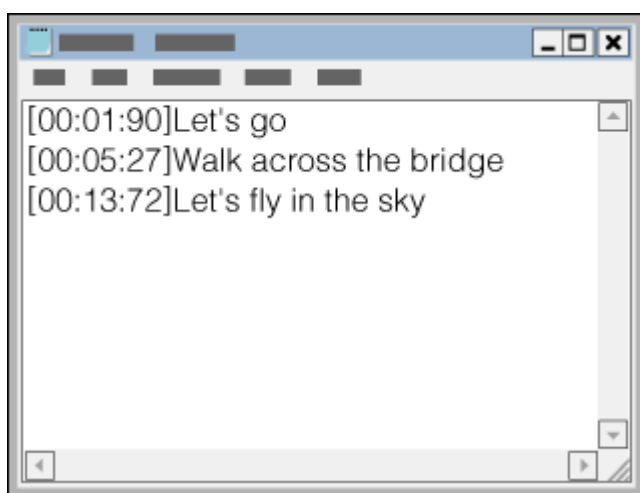 [00:01:90]Let's go
[00:05:27]Walk across the bridge
[00:13:72]Let's fly in the sky